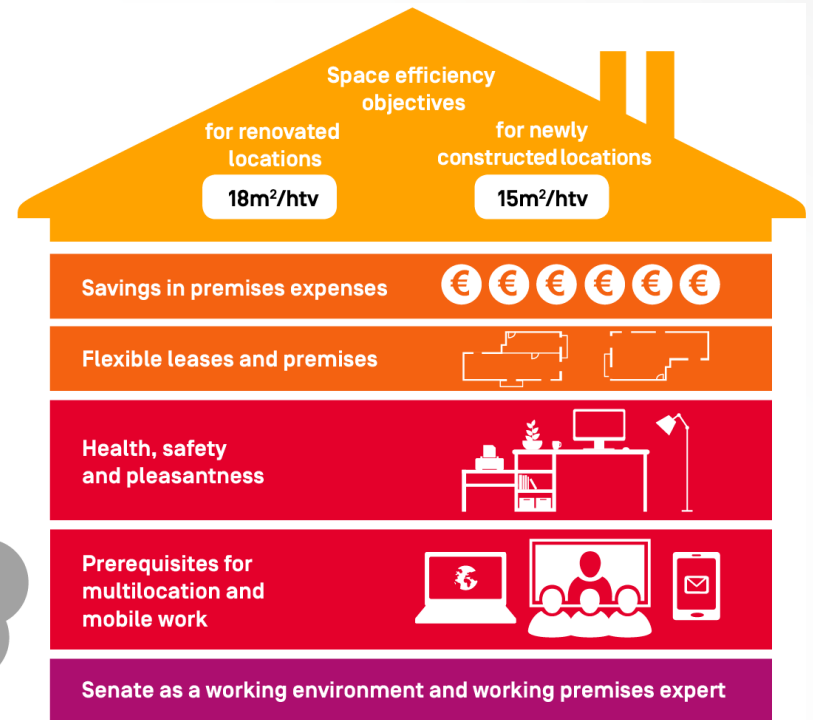 Space efficiency
objectives
for renovated
locations
18m²/htv
for newly
constructed locations
15m²/htv
Savings in premises expenses
€ € € € € €
Flexible leases and premises
Health, safety
and pleasantness
Prerequisites for
multilocation and
mobile work
Senate as a working environment and working premises expert